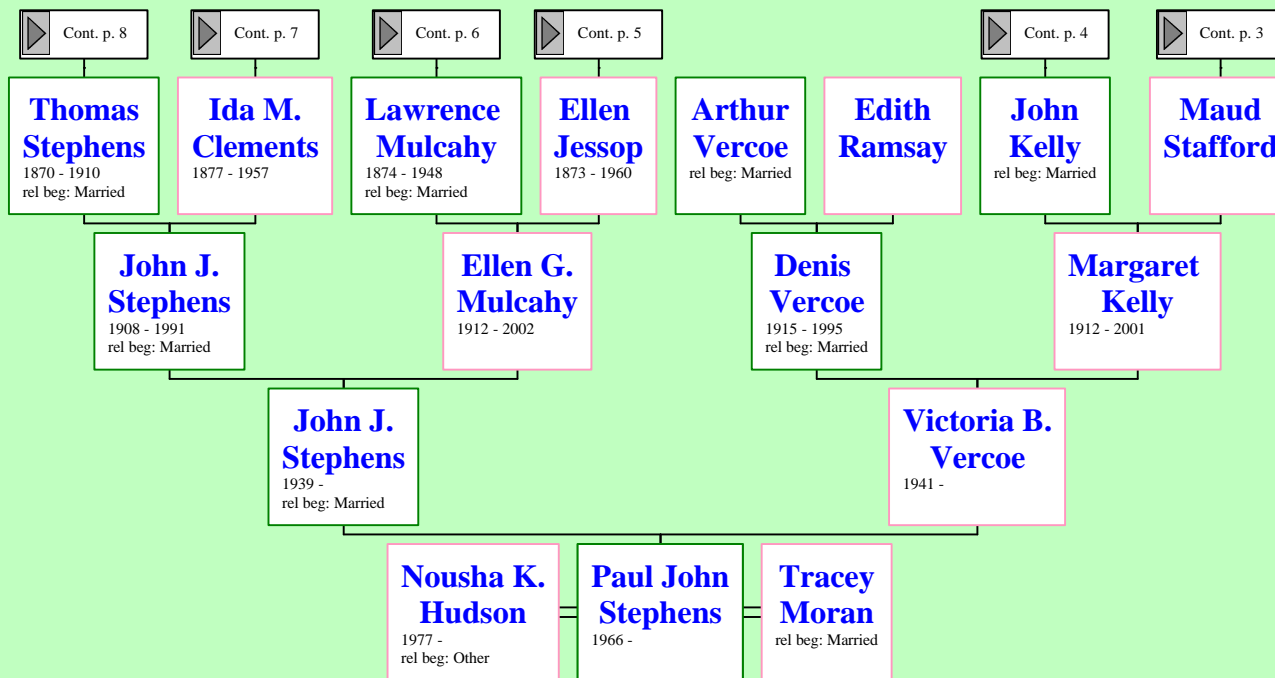 Cont. p. 8
Cont. p. 7
Cont. p. 6
Cont. p. 5
Cont. p. 4
Cont. p. 3
Thomas
Stephens
1870 - 1910
rel beg: Married
Ida M.
Clements
1877 - 1957
Lawrence
Mulcahy
1874 - 1948
rel beg: Married
Ellen
Jessop
1873 - 1960
Arthur
Vercoe
rel beg: Married
Edith
Ramsay
John
Kelly
rel beg: Married
Maud
Stafford
John J.
Stephens
1908 - 1991
rel beg: Married
Ellen G.
Mulcahy
1912 - 2002
Denis
Vercoe
1915 - 1995
rel beg: Married
Margaret
Kelly
1912 - 2001
John J.
Stephens
1939 -
rel beg: Married
Victoria B.
Vercoe
1941 -
Nousha K.
Hudson
1977 -
rel beg: Other
Paul John
Stephens
1966 -
Tracey
Moran
rel beg: Married